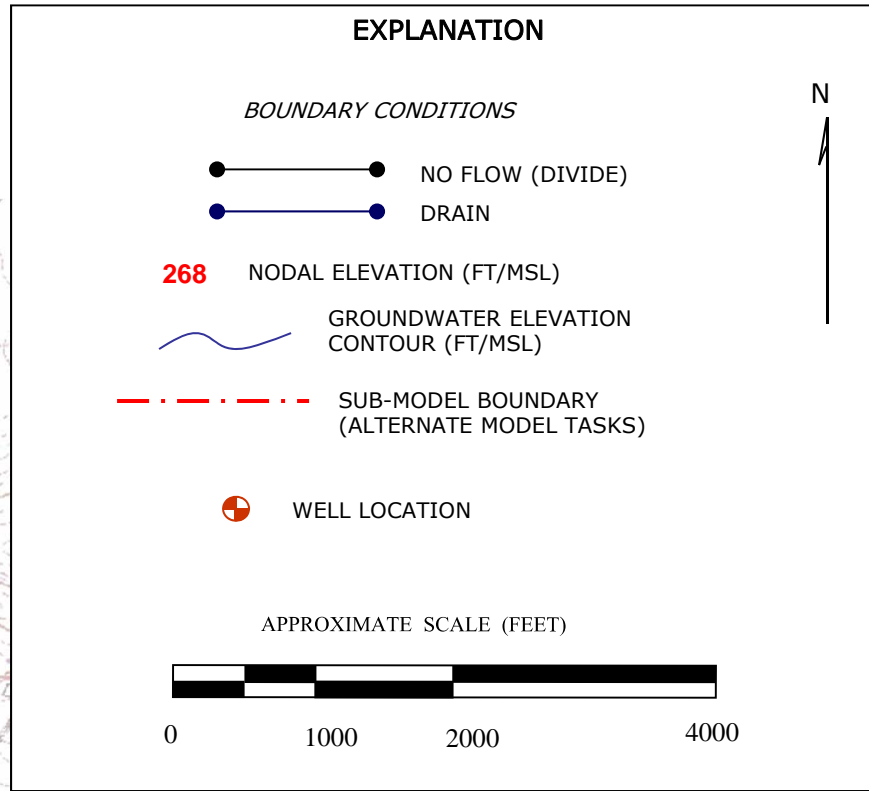 EXPLANATION
N
BOUNDARY CONDITIONS
NO FLOW (DIVIDE)
DRAIN
268 NODAL ELEVATION (FT/MSL)
GROUNDWATER ELEVATION
CONTOUR (FT/MSL)
SUB-MODEL BOUNDARY
(ALTERNATE MODEL TASKS)
WELL LOCATION
APPROXIMATE SCALE (FEET)
0 1000 2000 4000